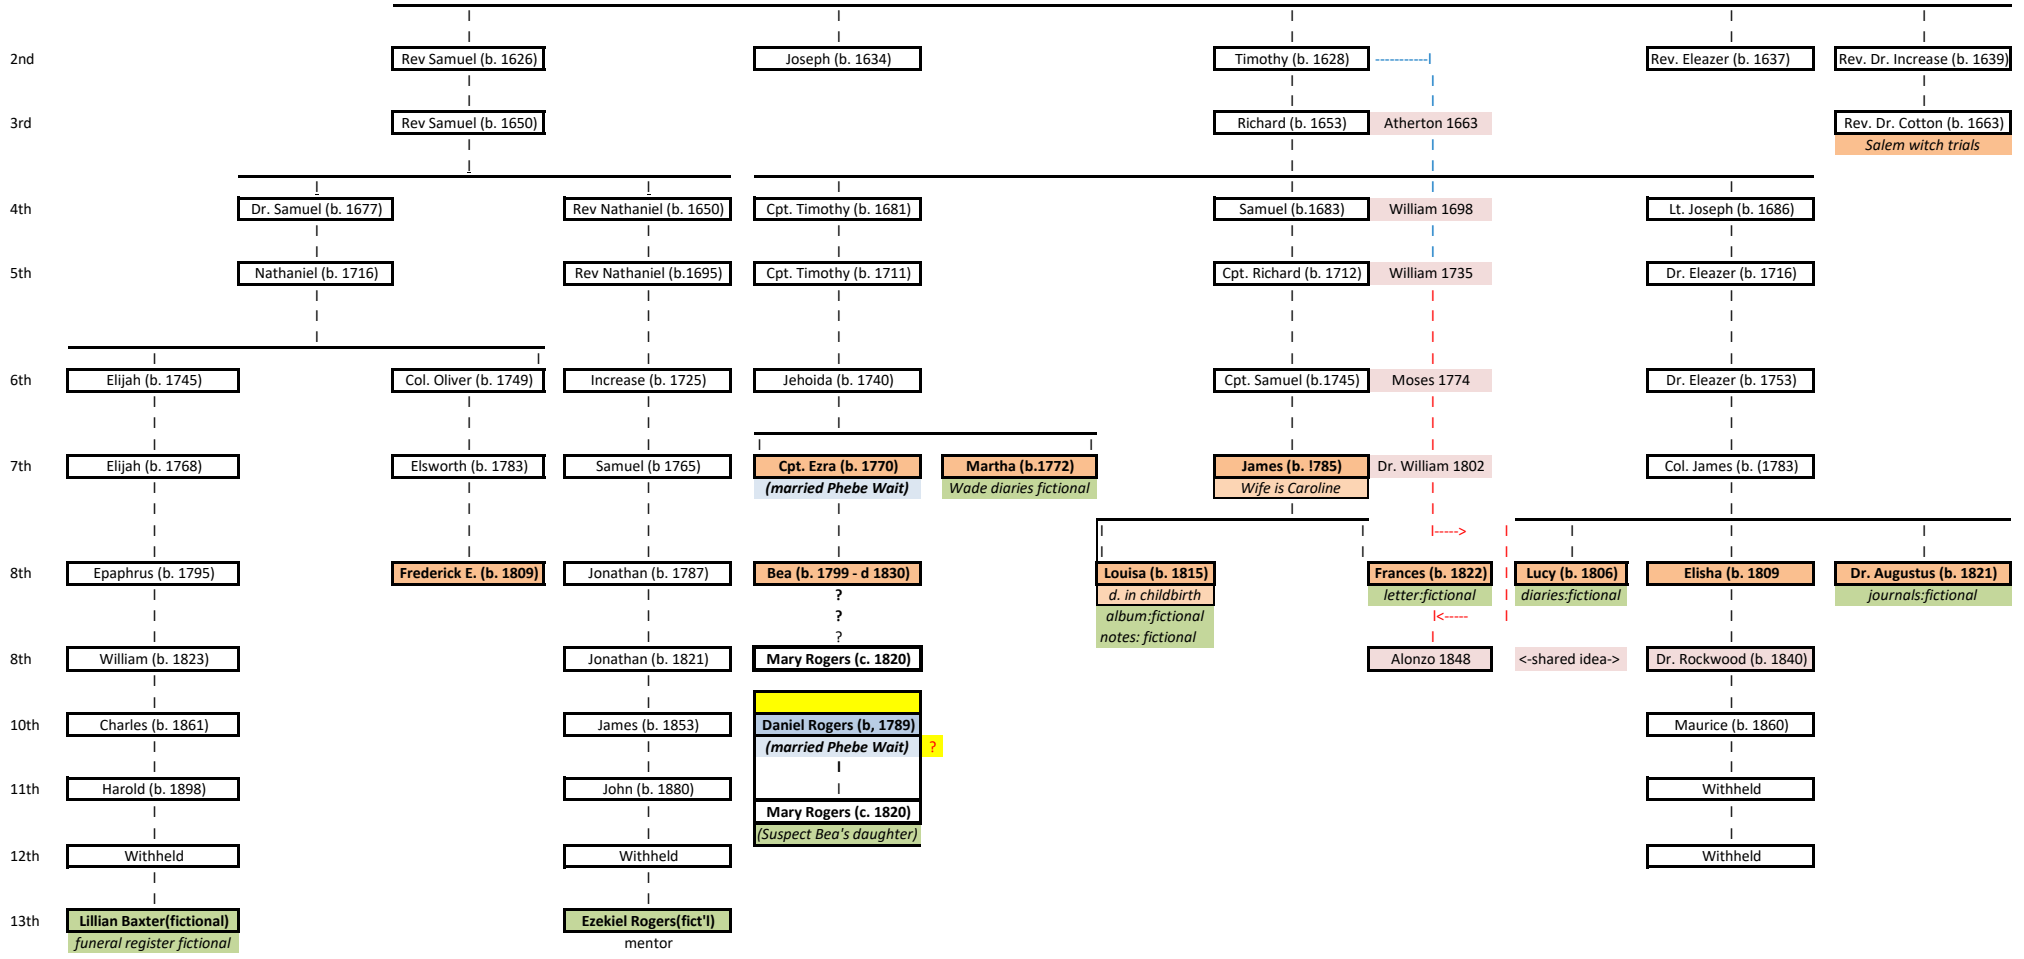 2nd Rev Samuel (b. 1626) Joseph (b. 1634) Timothy (b. 1628) -----------I Rev. Eleazer (b. 1637) Rev. Dr. Increase (b. 1639)
3rd Rev Samuel (b. 1650) Richard (b. 1653) Atherton 1663 Rev. Dr. Cotton (b. 1663)
Salem witch trials
4th Dr. Samuel (b. 1677) Rev Nathaniel (b. 1650) Cpt. Timothy (b. 1681) Samuel (b.1683) William 1698 Lt. Joseph (b. 1686)
5th Nathaniel (b. 1716) Rev Nathaniel (b.1695) Cpt. Timothy (b. 1711) Cpt. Richard (b. 1712) William 1735 Dr. Eleazer (b. 1716)
6th Elijah (b. 1745) Col. Oliver (b. 1749) Increase (b. 1725) Jehoida (b. 1740) Cpt. Samuel (b.1745) Moses 1774 Dr. Eleazer (b. 1753)
7th Elijah (b. 1768) Elsworth (b. 1783) Samuel (b 1765) Cpt. Ezra (b. 1770) Martha (b.1772) James (b. !785) Dr. William 1802 Col. James (b. (1783)
(married Phebe Wait) Wade diaries fictional Wife is Caroline
I----->
8th Epaphrus (b. 1795) Frederick E. (b. 1809) Jonathan (b. 1787) Bea (b. 1799 - d 1830) Louisa (b. 1815) Frances (b. 1822) Lucy (b. 1806) Elisha (b. 1809 Dr. Augustus (b. 1821)
? d. in childbirth letter:fictional diaries:fictional journals:fictional
? album:fictional I<-----
? notes: fictional
8th William (b. 1823) Jonathan (b. 1821) Mary Rogers (c. 1820) Alonzo 1848 <-shared idea-> Dr. Rockwood (b. 1840)
10th Charles (b. 1861) James (b. 1853) Daniel Rogers (b, 1789) Maurice (b. 1860)
(married Phebe Wait) ?
11th Harold (b. 1898) John (b. 1880) Withheld
Mary Rogers (c. 1820)
(Suspect Bea's daughter)
12th Withheld Withheld Withheld
13th Lillian Baxter(fictional) Ezekiel Rogers(fict'l)
funeral register fictional mentor